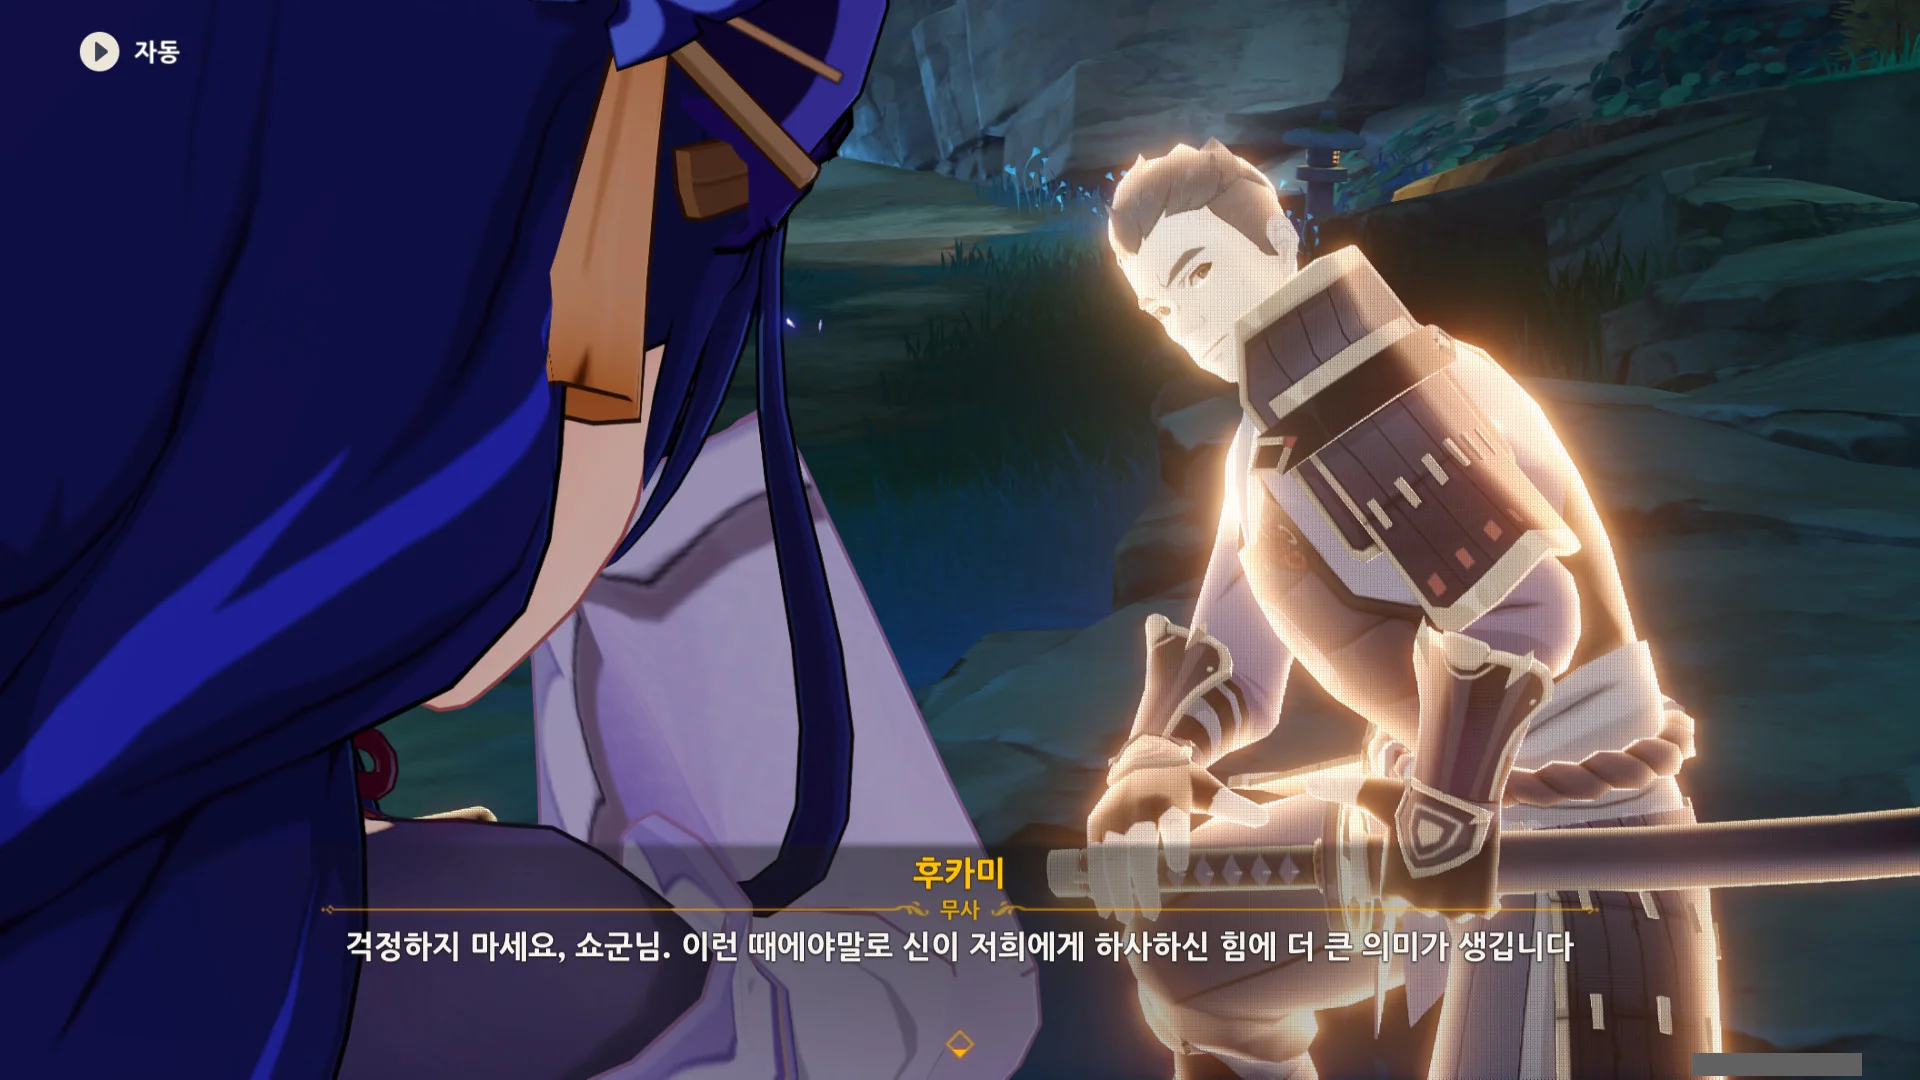 자동
후카미
무사
걱정하지 마세요, 쇼군님. 이런 때에야말로 신이 저희에게 하사하신 힘에 더 큰 의미가 생깁니다